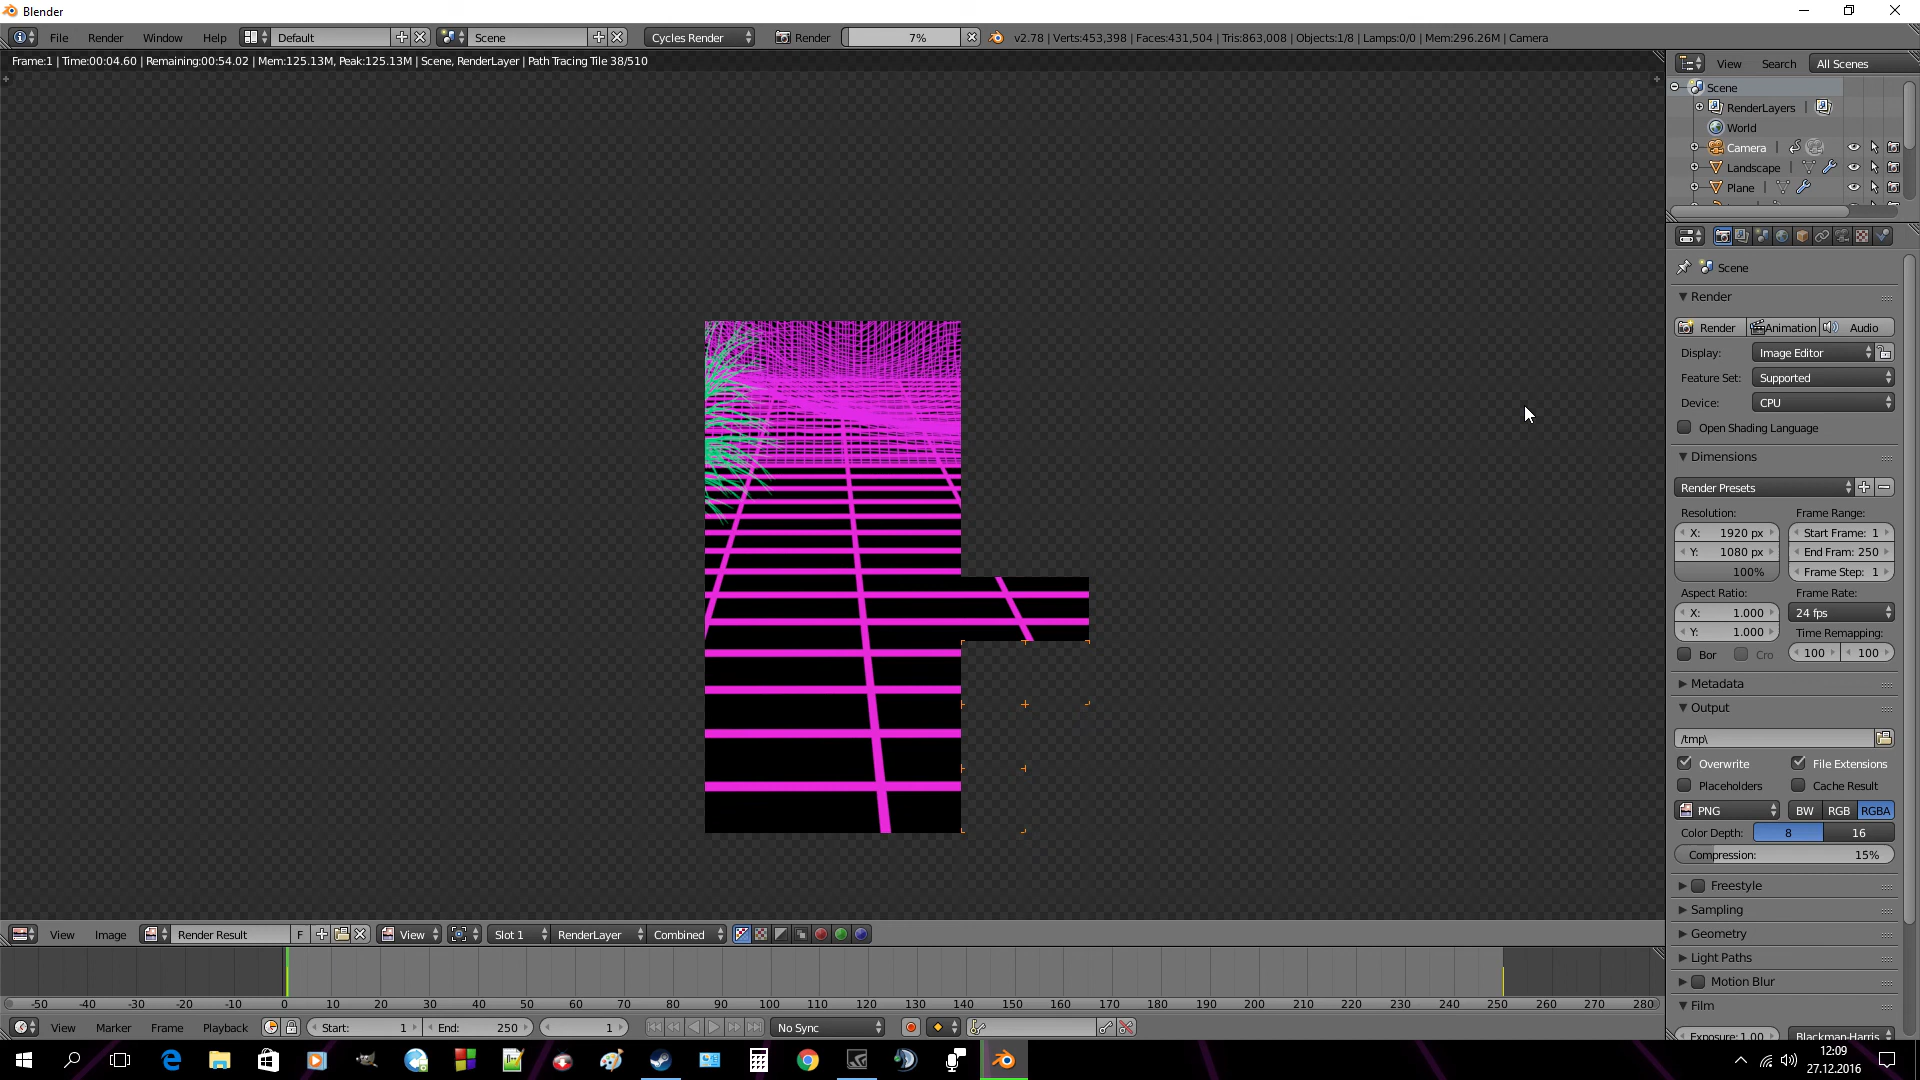 Blender
File Render Window Help Default Scene Cycles Render Render 7% v2.78 | Verts:453,398 | Faces:431,504 | Tris:863,008 | Objects:1/8 | Lamps:0/0 | Mem:296.26M | Camera
Frame:1 | Time:00:04.60 | Remaining:00:54.02 | Mem:125.13M, Peak:125.13M | Scene, RenderLayer | Path Tracing Tile 38/510
View Search All Scenes
Scene
RenderLayers |
World
Camera |
Landscape |
Plane |
Scene
Render
Render Animation Audio
Display: Image Editor
Feature Set: Supported
Device: CPU
Open Shading Language
Dimensions
Render Presets
Resolution: Frame Range:
X: 1920 px Start Frame: 1
Y: 1080 px End Fram: 250
100% Frame Step: 1
Aspect Ratio: Frame Rate:
X: 1.000 24 fps
Y: 1.000 Time Remapping:
Bor Cro 100 100
Metadata
Output
/tmp\
Overwrite File Extensions
Placeholders Cache Result
PNG BW RGB RGBA
Color Depth: 8 16
Compression: 15%
Freestyle
Sampling
Geometry
Light Paths
Motion Blur
Film
Exposure: 1.00 Blackman-Harris
View Image Render Result F View Slot 1 RenderLayer Combined
-50 -40 -30 -20 -10 0 10 20 30 40 50 60 70 80 90 100 110 120 130 140 150 160 170 180 190 200 210 220 230 240 250 260 270 280
View Marker Frame Playback Start: 1 End: 250 1 No Sync
12:09
27.12.2016